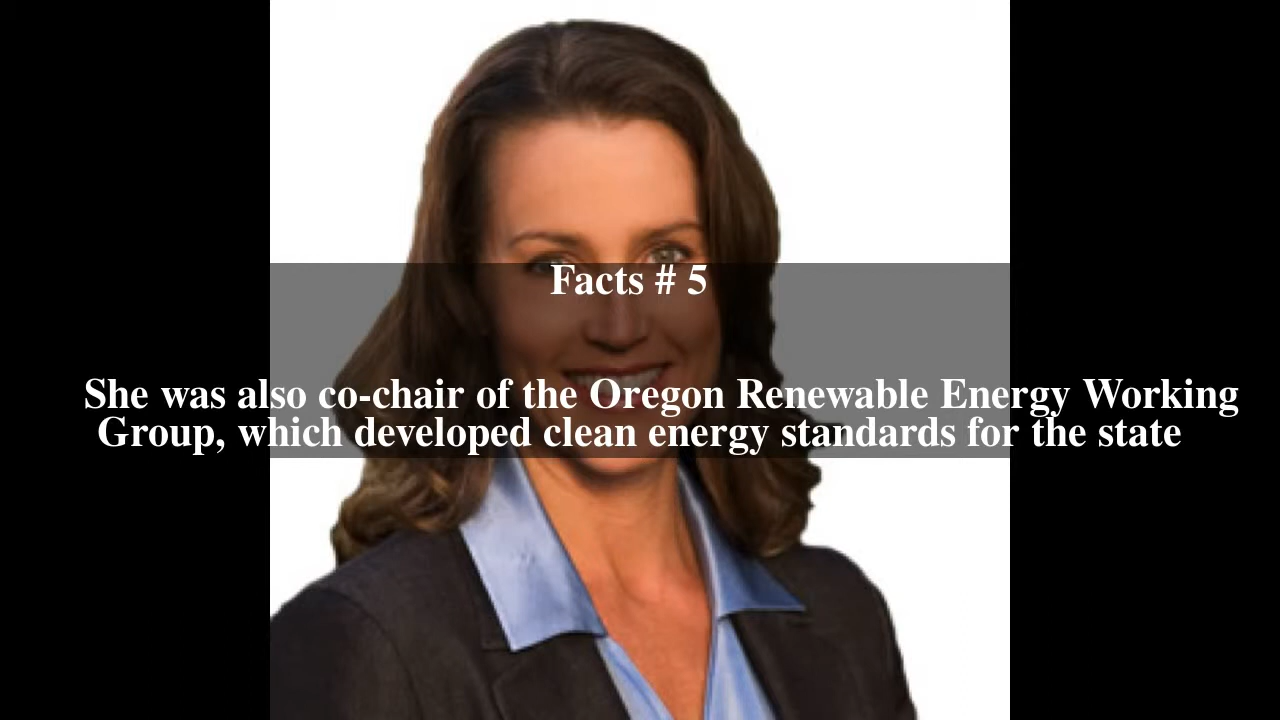 Facts # 5
She was also co-chair of the Oregon Renewable Energy Working
Group, which developed clean energy standards for the state